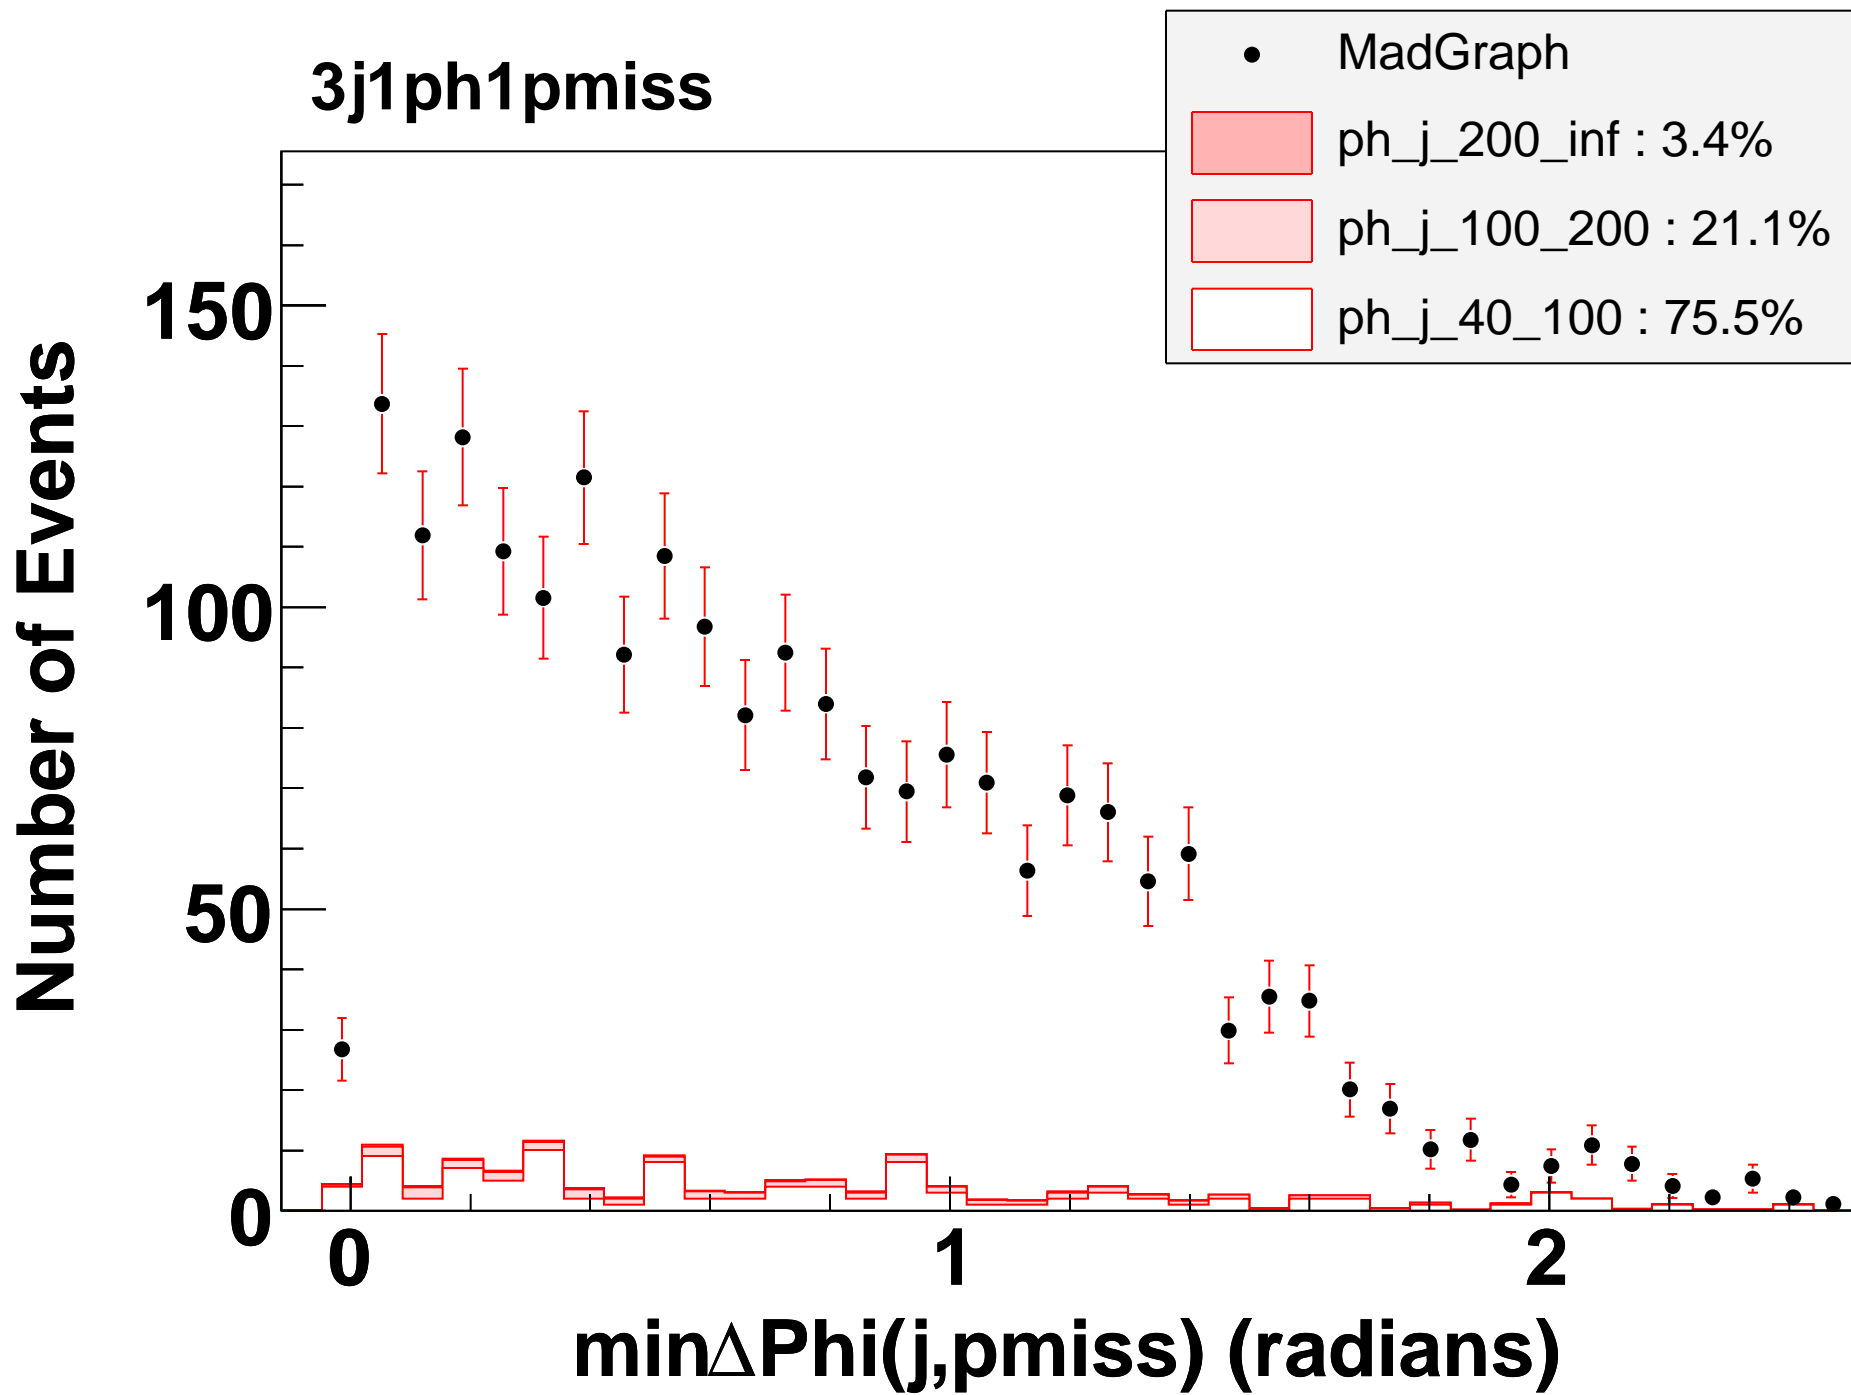 3j1ph1pmiss
MadGraph
ph_j_200_inf : 3.4%
ph_j_100_200 : 21.1%
ph_j_40_100 : 75.5%
Number of Events
150
100
50
0
0 1 2
minΔPhi(j,pmiss) (radians)